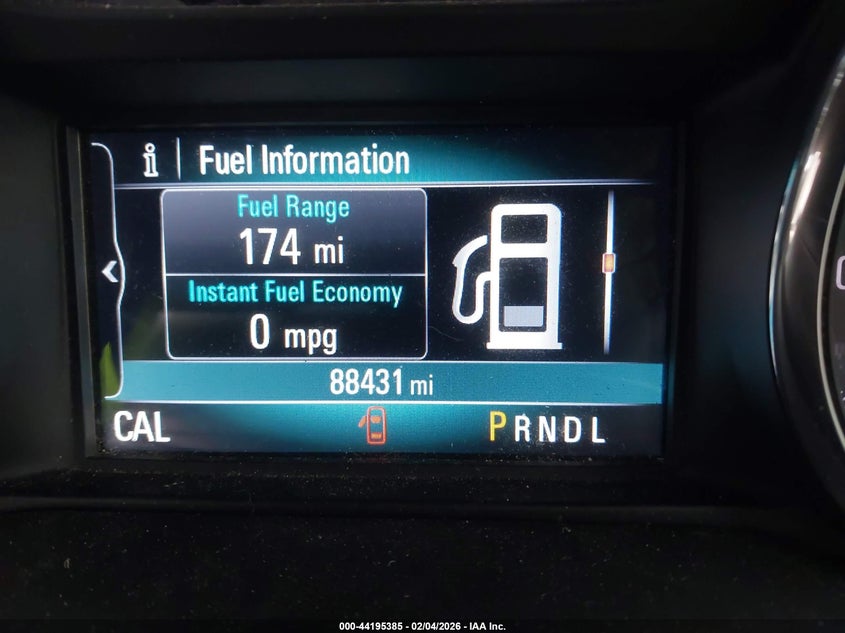 i | Fuel Information
Fuel Range
174 mi
Instant Fuel Economy
0 mpg
88431 mi
CAL
P R N D L
000-44195385 - 02/04/2026 - IAA Inc.